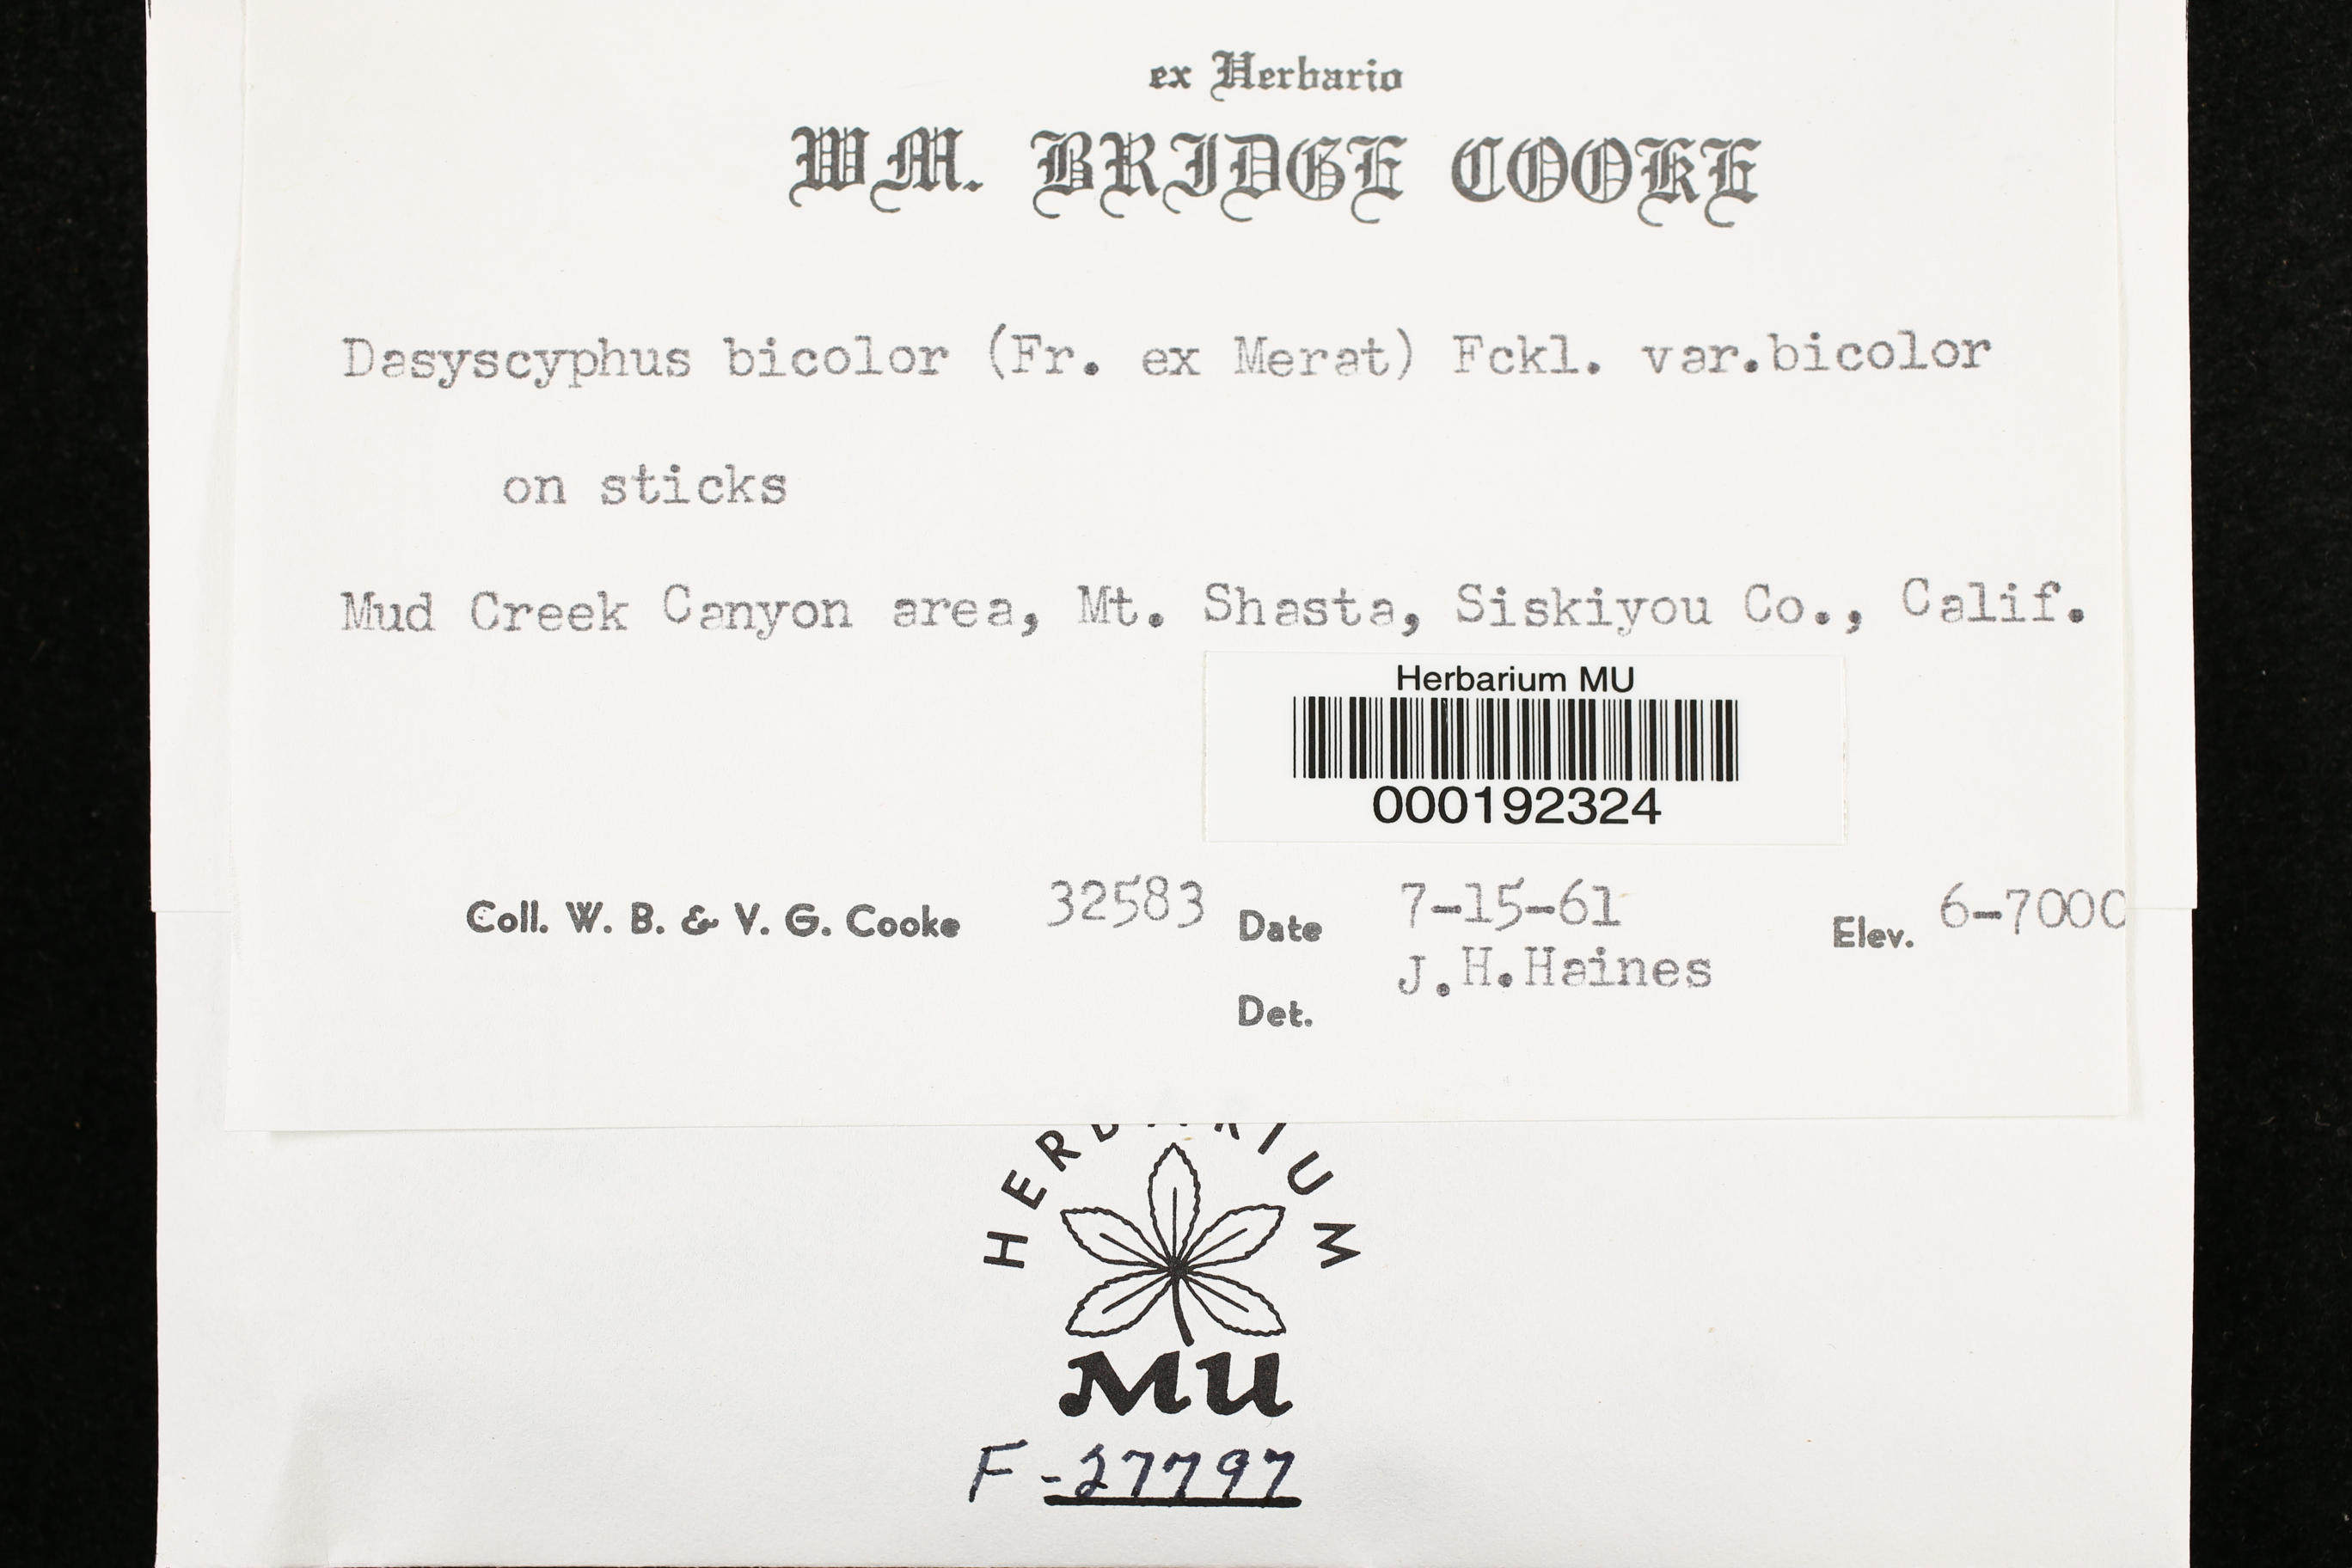 ex Herbario
WM. BRIDGE COOKE
Dasyscyphus bicolor (Fr. ex Merat) Fckl. var.bicolor
on sticks
Mud Creek Canyon area, Mt. Shasta, Siskiyou Co., Calif.
Herbarium MU
000192324
Coll. W. B. & V. G. Cooke 32583 Date 7-15-61 Elev. 6-7000
Det. J.H.Haines
HERBARIUM
MU
F-27797